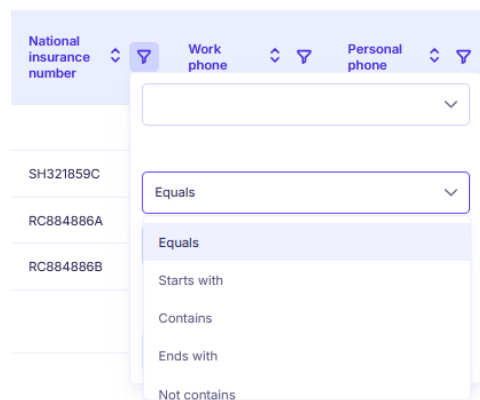 National
insurance
number
Work
phone
Personal
phone
SH321859C
RC884886A
RC884886B
Equals
Equals
Starts with
Contains
Ends with
Not contains